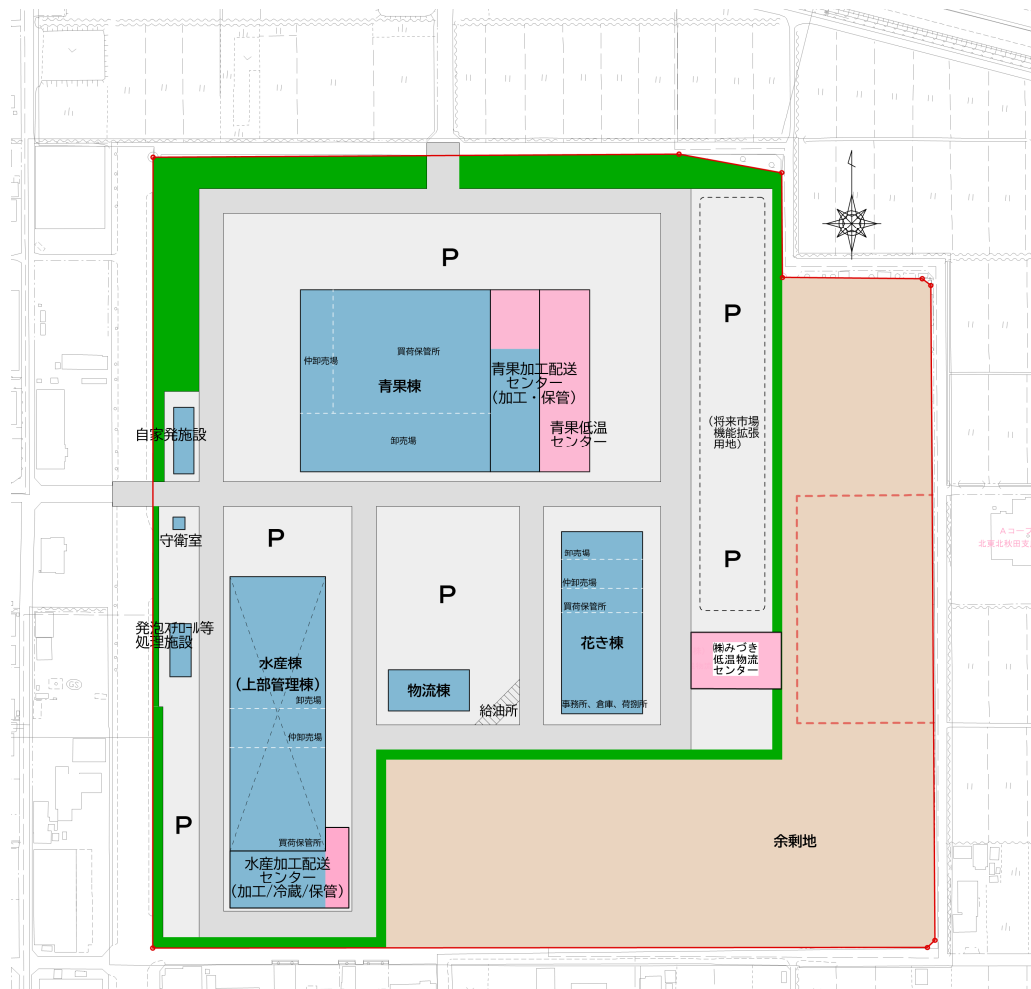 P
P
仲卸売場
買荷保管所
青果棟
卸売場
青果加工配送
センター
(加工・保管)
青果低温
センター
(将来市場
機能拡張
用地)
自家発施設
守衛室
P
卸売場
仲卸売場
買荷保管所
P
P
Aコープ
北東北秋田支
発泡スチロール等
処理施設
花き棟
㈱みづき
低温物流
センター
水産棟
(上部管理棟)
物流棟
卸売場
給油所
事務所、倉庫、荷捌所
仲卸売場
P
買荷保管所
余剰地
水産加工配送
センター
(加工/冷蔵/保管)